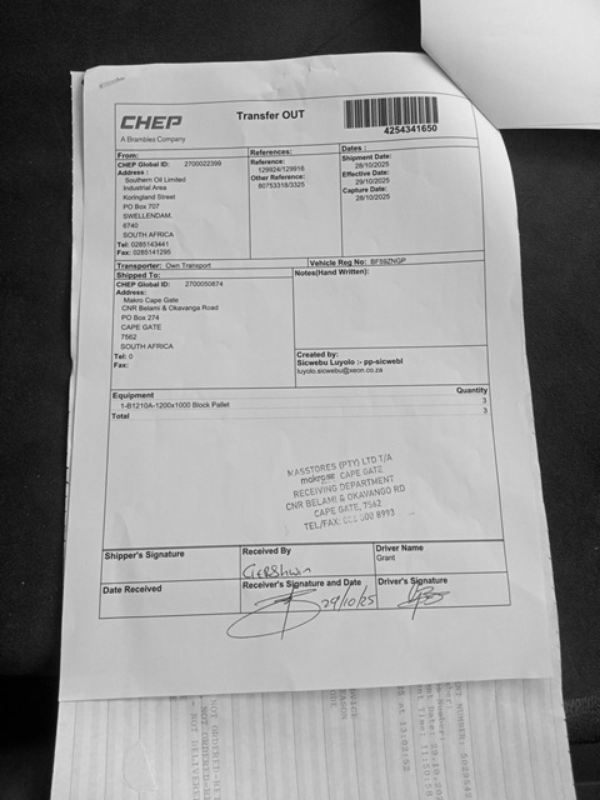 CHEP
A Brambles Company
Transfer OUT
4254341650
From:
CHEP Global ID: 2700022399
Address :
Southern Oil Limited
Industrial Area
Koringland Street
PO Box 707
SWELLENDAM,
6740
SOUTH AFRICA
Tel: 0285143441
Fax: 0285141295
References:
Reference:
129924/129916
Other Reference:
80753318/3325
Dates :
Shipment Date:
28/10/2025
Effective Date:
29/10/2025
Capture Date:
28/10/2025
Transporter: Own Transport
Vehicle Reg No: BF59ZNGP
Shipped To:
CHEP Global ID: 2700050874
Address:
Makro Cape Gate
CNR Belami & Okavanga Road
PO Box 274
CAPE GATE
7562
SOUTH AFRICA
Tel: 0
Fax:
Notes(Hand Written):
Created by:
Sicwebu Luyolo :- pp-sicwebl
luyolo.sicwebu@xeon.co.za
Equipment Quantity
1-B1210A-1200x1000 Block Pallet 3
Total 3
MASSTORES (PTY) LTD T/A
makro CAPE GATE
RECEIVING DEPARTMENT
CNR BELAMI & OKAVANGO RD
CAPE GATE, 7562
TEL/FAX: 8993
Shipper's Signature
Received By
Gershwin
Driver Name
Grant
Date Received
Receiver's Signature and Date
29/10/25
Driver's Signature